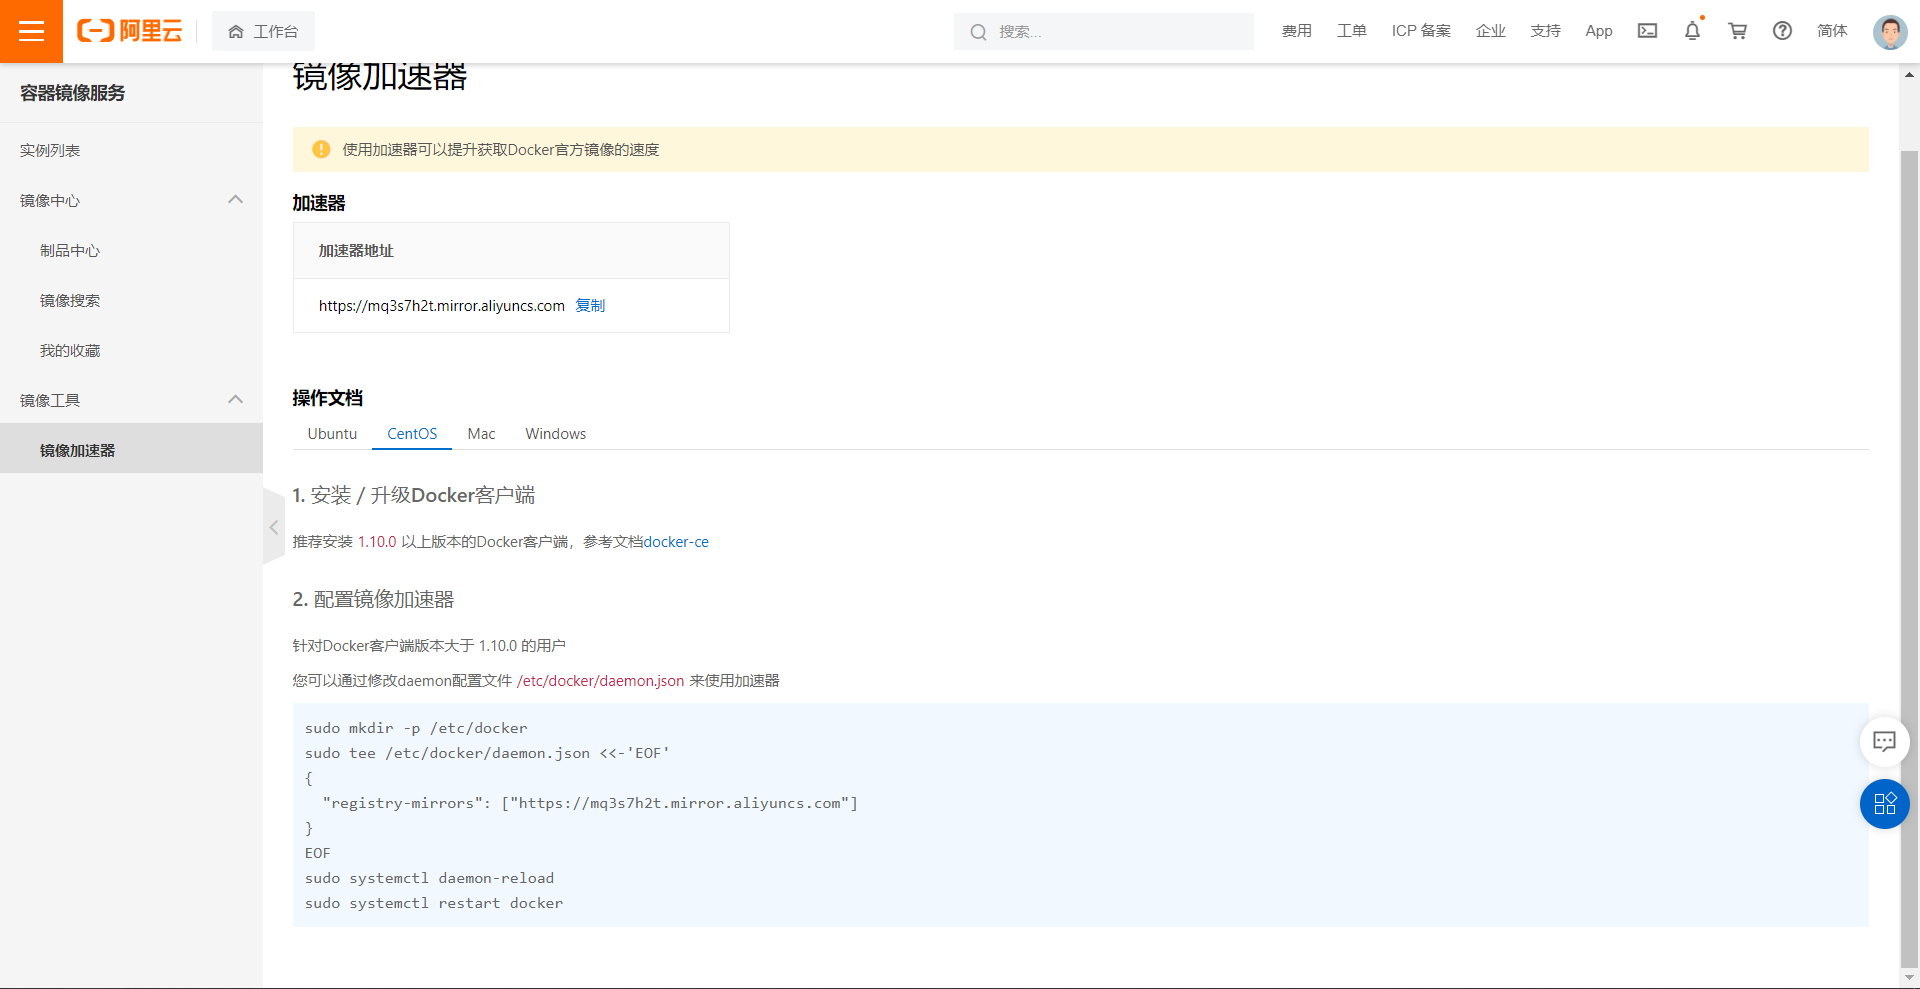 阿里云
工作台
搜索...
费用
工单
ICP 备案
企业
支持
App
简体
容器镜像服务
实例列表
镜像中心
制品中心
镜像搜索
我的收藏
镜像工具
镜像加速器
镜像加速器
使用加速器可以提升获取Docker官方镜像的速度
加速器
加速器地址
https://mq3s7h2t.mirror.aliyuncs.com 复制
操作文档
Ubuntu CentOS Mac Windows
1. 安装 / 升级Docker客户端
推荐安装 1.10.0 以上版本的Docker客户端，参考文档docker-ce
2. 配置镜像加速器
针对Docker客户端版本大于 1.10.0 的用户
您可以通过修改daemon配置文件 /etc/docker/daemon.json 来使用加速器
sudo mkdir -p /etc/docker
sudo tee /etc/docker/daemon.json <<-'EOF'
{
  "registry-mirrors": ["https://mq3s7h2t.mirror.aliyuncs.com"]
}
EOF
sudo systemctl daemon-reload
sudo systemctl restart docker